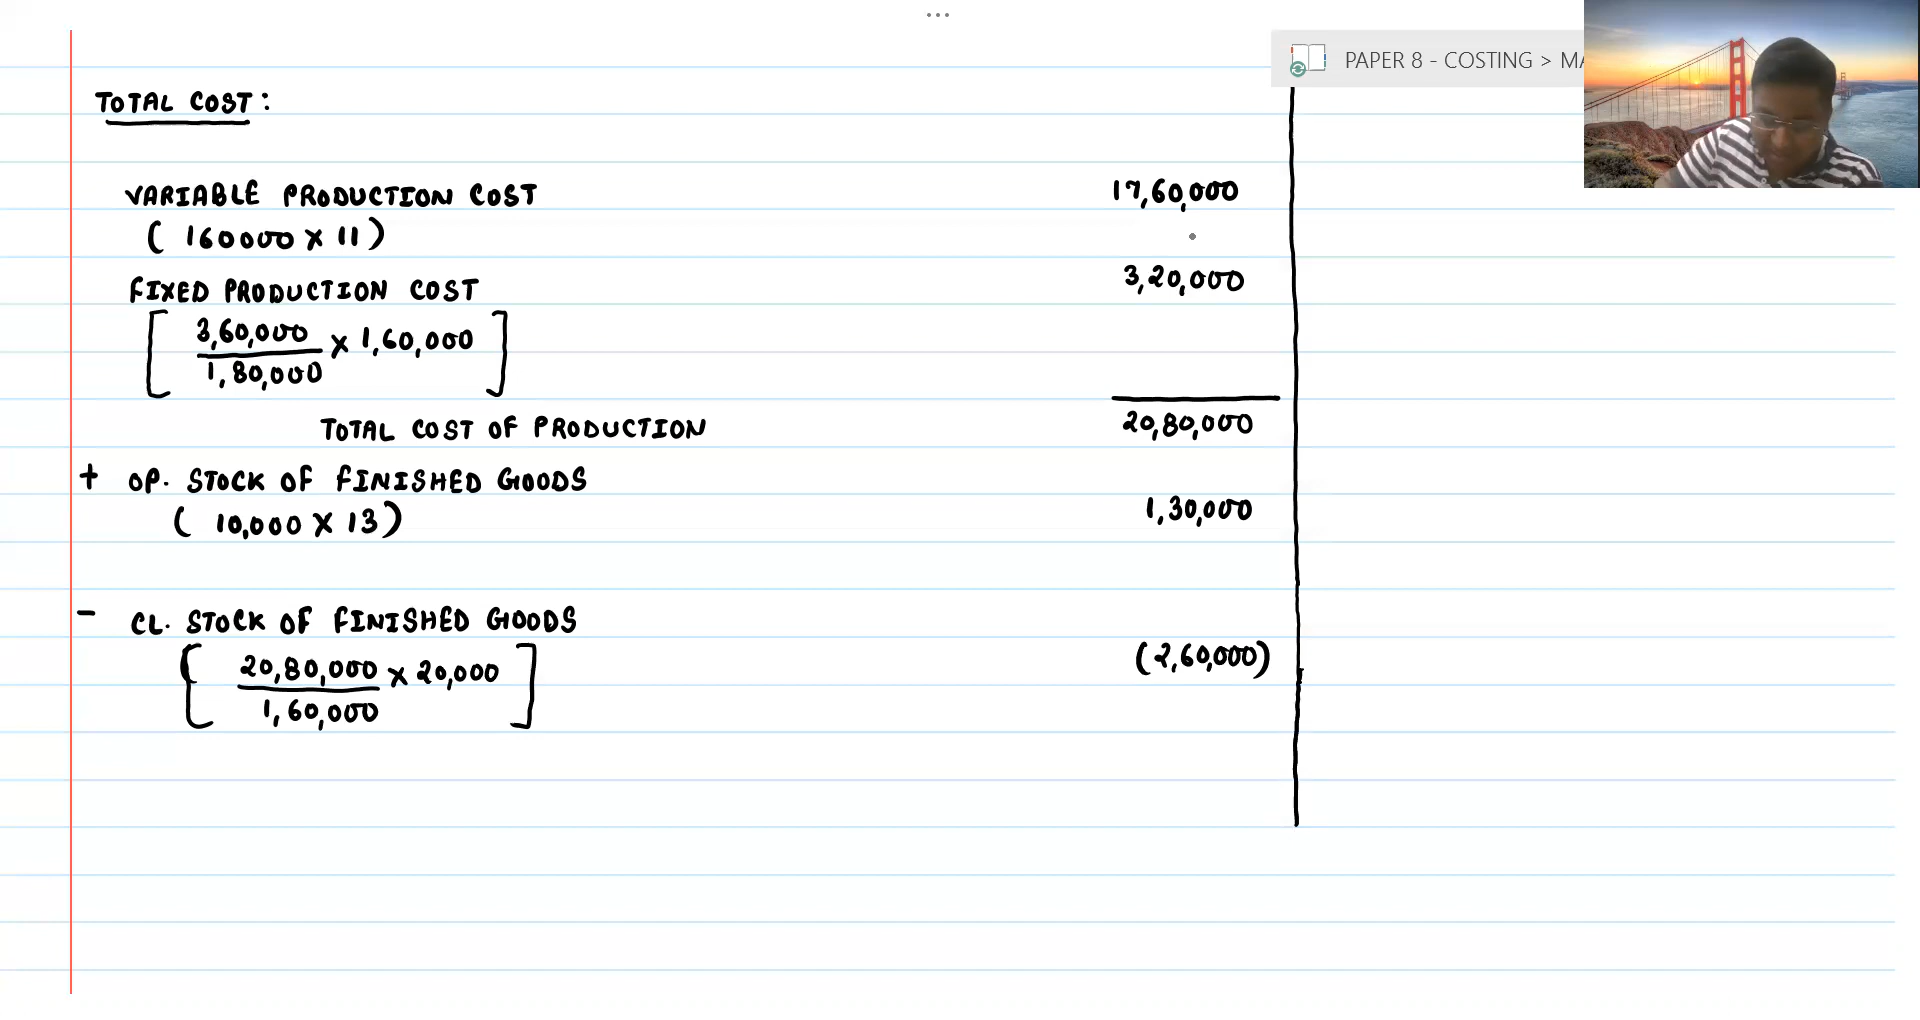 PAPER 8 - COSTING > MA
TOTAL COST:
VARIABLE PRODUCTION COST 17,60,000
( 160000 X 11 )
FIXED PRODUCTION COST 3,20,000
[ 3,60,000 / 1,80,000 X 1,60,000 ]
TOTAL COST OF PRODUCTION 20,80,000
+ OP. STOCK OF FINISHED GOODS
( 10,000 X 13 ) 1,30,000
- CL. STOCK OF FINISHED GOODS
[ 20,80,000 / 1,60,000 X 20,000 ] (2,60,000)